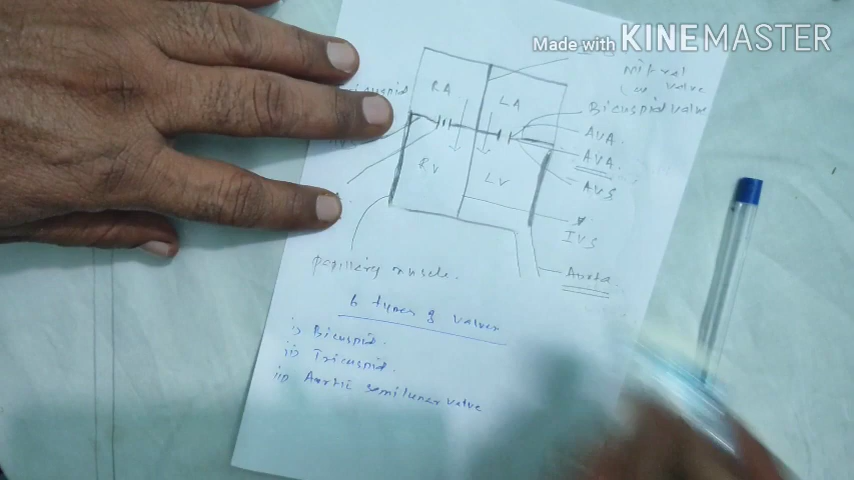 Made with KINEMASTER
mitral
valve
RA
LA
Bicuspid valve
AVA
AVA
AVS
RV
LV
IVS
Aorta
papillary muscle.
6 types of valves
i) Bicuspid.
ii) Tricuspid.
iii) Aortic semilunar valve